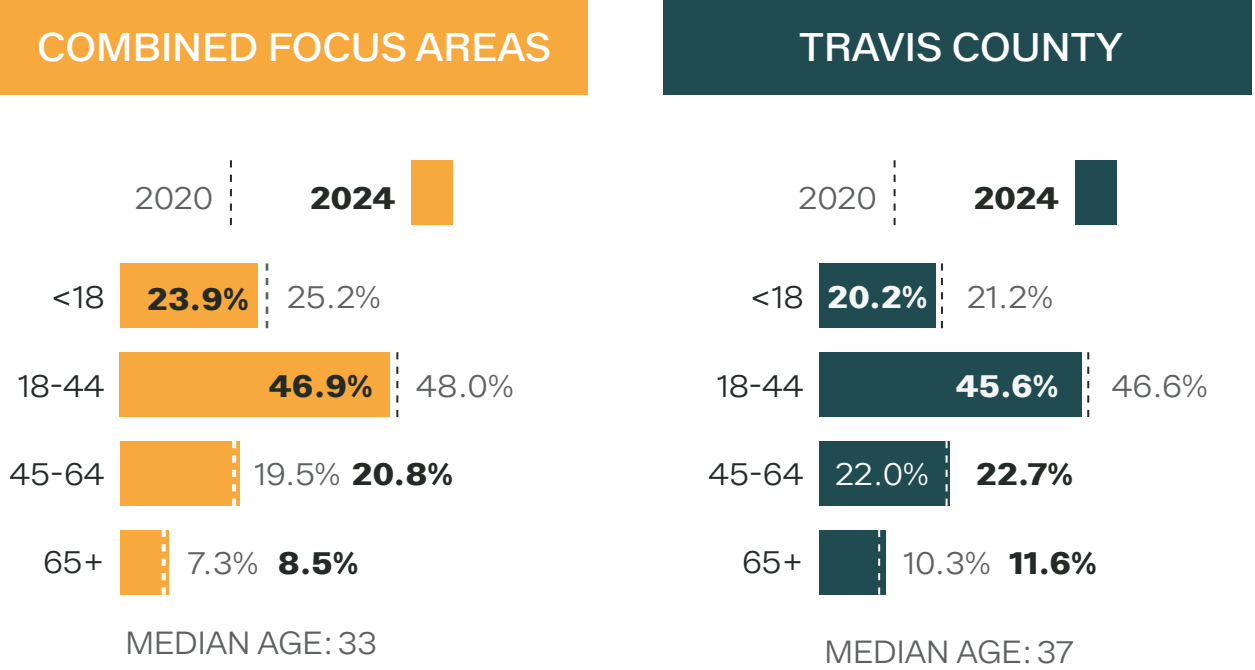 COMBINED FOCUS AREAS
2020 2024
<18 23.9% 25.2%
18-44 46.9% 48.0%
45-64 19.5% 20.8%
65+ 7.3% 8.5%
MEDIAN AGE: 33
TRAVIS COUNTY
2020 2024
<18 20.2% 21.2%
18-44 45.6% 46.6%
45-64 22.0% 22.7%
65+ 10.3% 11.6%
MEDIAN AGE: 37